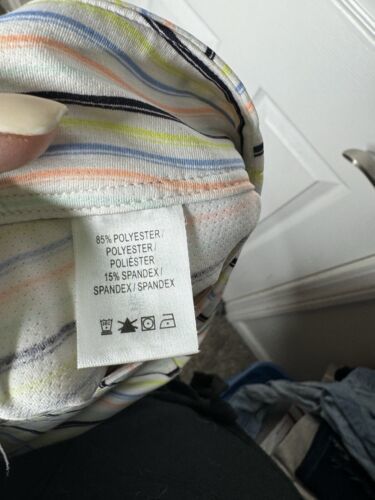 85% POLYESTER /
POLYESTER /
POLIÉSTER
15% SPANDEX /
SPANDEX / SPANDEX